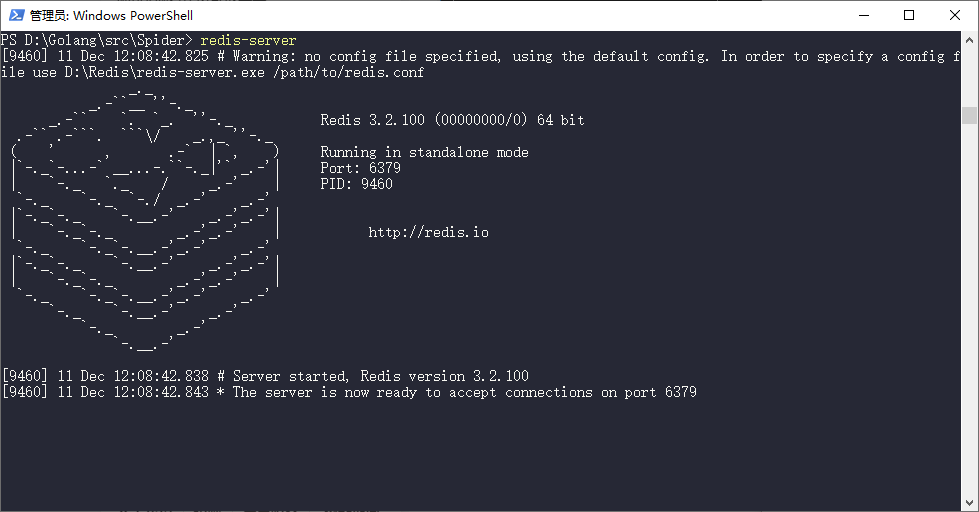 管理员: Windows PowerShell
PS D:\Golang\src\Spider> redis-server
[9460] 11 Dec 12:08:42.825 # Warning: no config file specified, using the default config. In order to specify a config f
ile use D:\Redis\redis-server.exe /path/to/redis.conf
Redis 3.2.100 (00000000/0) 64 bit
Running in standalone mode
Port: 6379
PID: 9460
http://redis.io
[9460] 11 Dec 12:08:42.838 # Server started, Redis version 3.2.100
[9460] 11 Dec 12:08:42.843 * The server is now ready to accept connections on port 6379